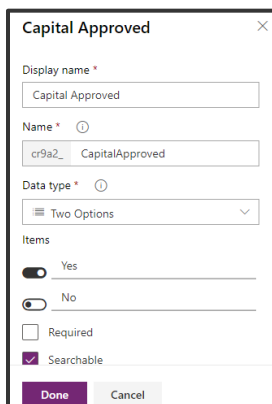 Capital Approved
Display name *
Capital Approved
Name *
cr9a2_ CapitalApproved
Data type *
Two Options
Items
Yes
No
Required
Searchable
Done Cancel